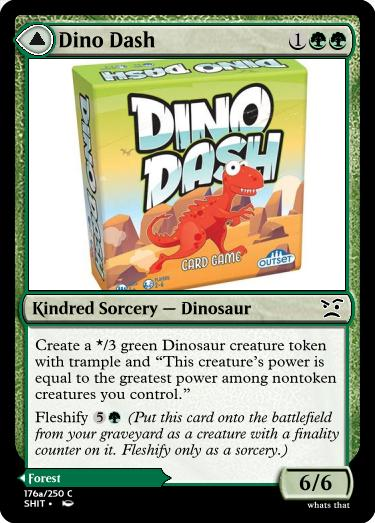 Dino Dash 1
DINO DASH
DINO DASH
DINO
DASH
CARD GAME
OUTSET
Kindred Sorcery — Dinosaur
Create a */3 green Dinosaur creature token
with trample and “This creature's power is
equal to the greatest power among nontoken
creatures you control.”
Fleshify 5 (Put this card onto the battlefield
from your graveyard as a creature with a finality
counter on it. Fleshify only as a sorcery.)
Forest
6/6
176a/250 C
SHIT •
whats that